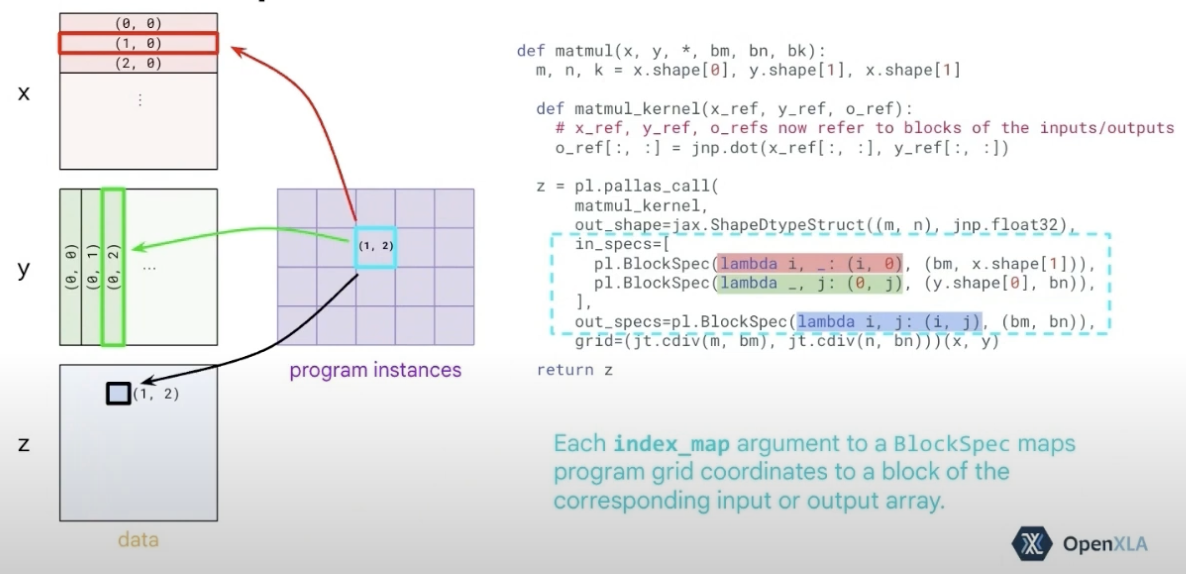 (0, 0)
(1, 0)
(2, 0)
⋮
x
(0, 0)
(0, 1)
(0, 2)
...
y
(1, 2)
program instances
(1, 2)
z
data
def matmul(x, y, *, bm, bn, bk):
  m, n, k = x.shape[0], y.shape[1], x.shape[1]
  def matmul_kernel(x_ref, y_ref, o_ref):
    # x_ref, y_ref, o_refs now refer to blocks of the inputs/outputs
    o_ref[:, :] = jnp.dot(x_ref[:, :], y_ref[:, :])
  z = pl.pallas_call(
      matmul_kernel,
      out_shape=jax.ShapeDtypeStruct((m, n), jnp.float32),
      in_specs=[
        pl.BlockSpec(lambda i, _: (i, 0), (bm, x.shape[1])),
        pl.BlockSpec(lambda _, j: (0, j), (y.shape[0], bn)),
      ],
      out_specs=pl.BlockSpec(lambda i, j: (i, j), (bm, bn)),
      grid=(jt.cdiv(m, bm), jt.cdiv(n, bn)))(x, y)
  return z
Each index_map argument to a BlockSpec maps
program grid coordinates to a block of the
corresponding input or output array.
OpenXLA